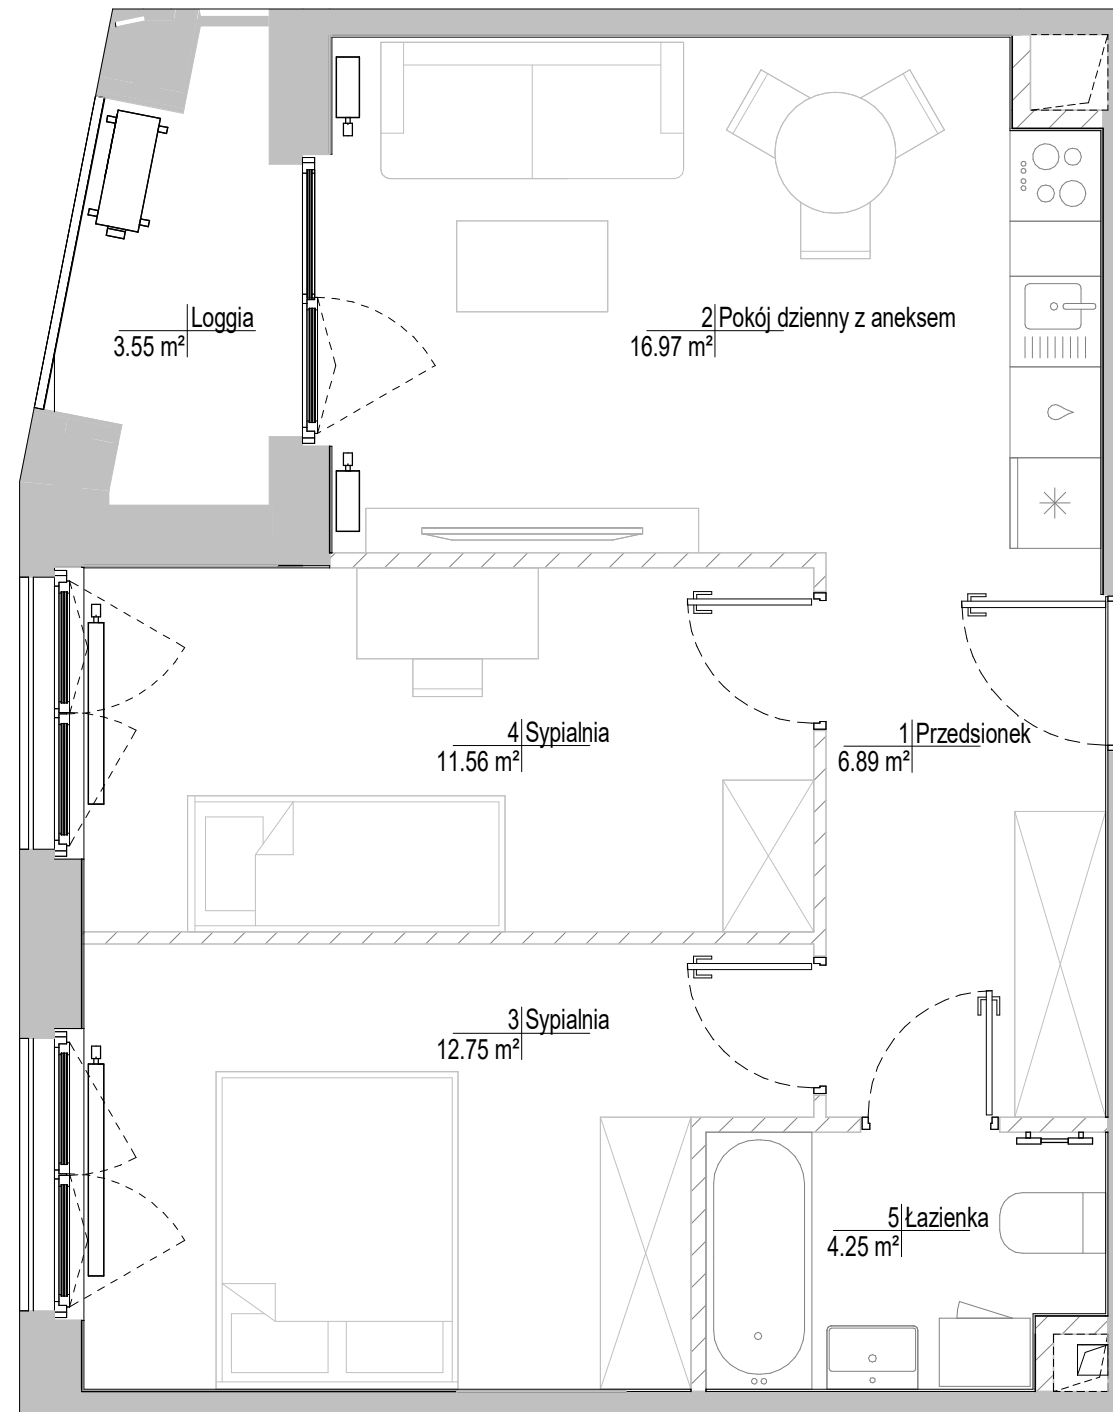 Loggia
3.55 m²
2 Pokój dzienny z aneksem
16.97 m²
4 Sypialnia
11.56 m²
1 Przedsionek
6.89 m²
3 Sypialnia
12.75 m²
5 Łazienka
4.25 m²